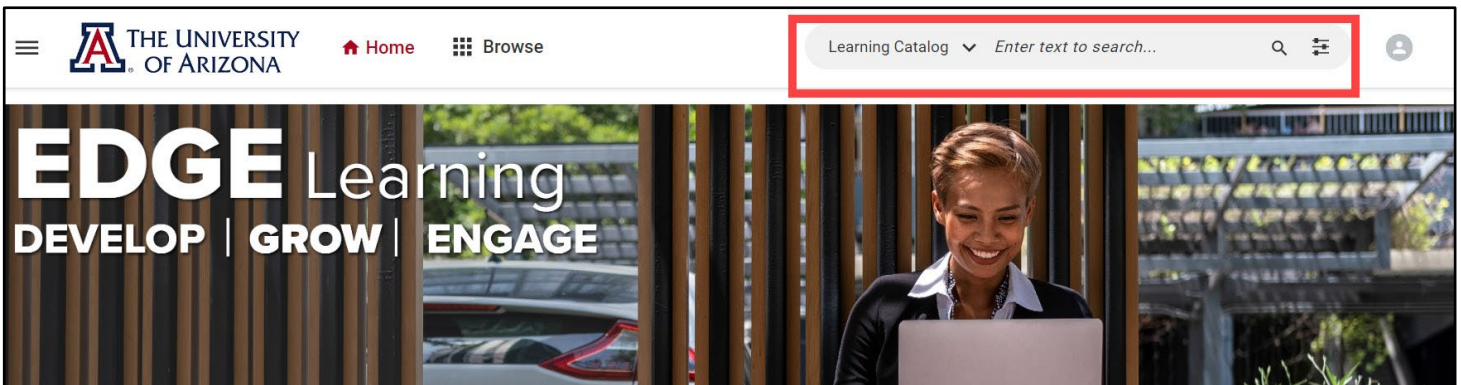 THE UNIVERSITY
OF ARIZONA
Home
Browse
Learning Catalog
Enter text to search...
EDGE Learning
DEVELOP | GROW | ENGAGE